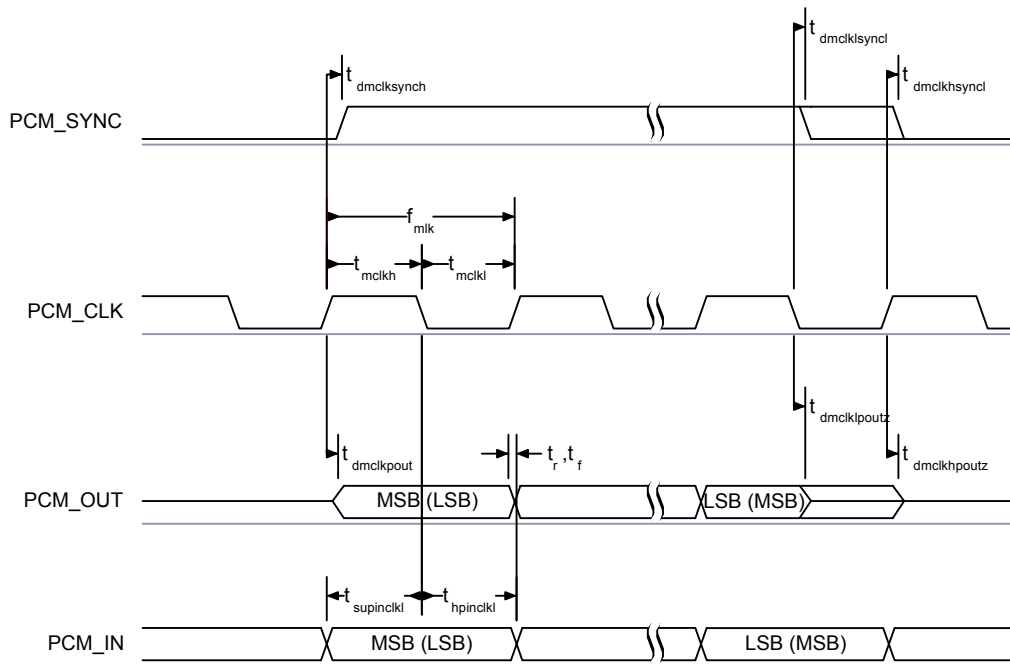 t dmclklsyncl
t dmclksynch
t dmclkhsyncl
PCM_SYNC
f mlk
t mclkh
t mclkl
PCM_CLK
t dmclklpoutz
t dmclkpout
t r ,t f
t dmclkhpoutz
PCM_OUT
MSB (LSB)
LSB (MSB)
t supinclkl
t hpinclkl
PCM_IN
MSB (LSB)
LSB (MSB)